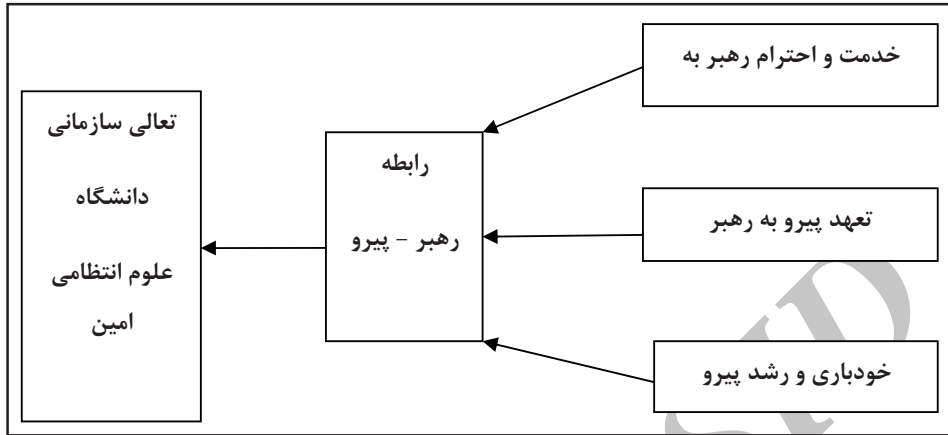 خدمت و احترام رهبر به
تعهد پیرو به رهبر
خودباری و رشد پیرو
رابطه
رهبر – پیرو
تعالی سازمانی
دانشگاه
علوم انتظامی
امین